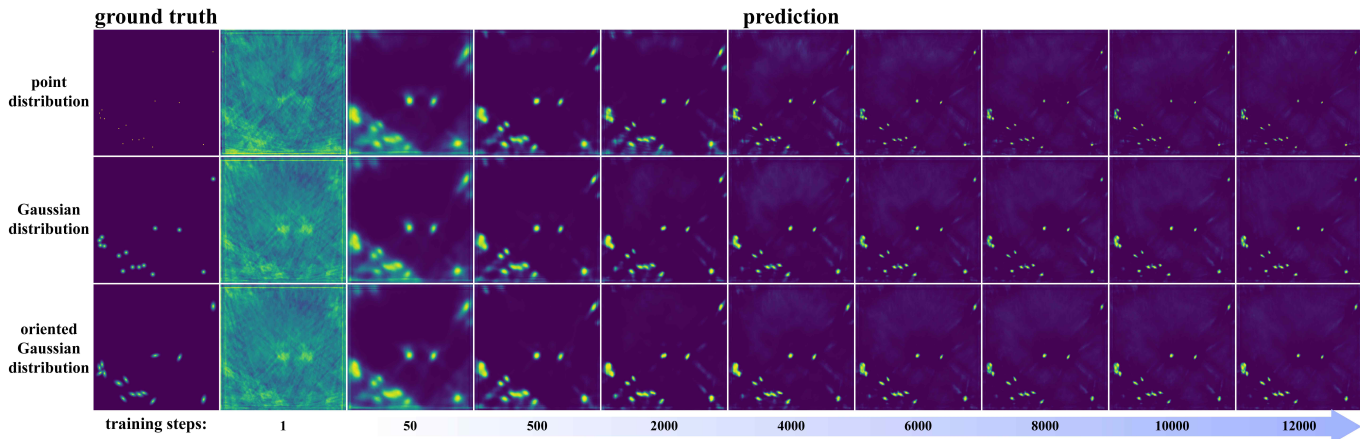 ground truth
prediction
point
distribution
Gaussian
distribution
oriented
Gaussian
distribution
training steps: 1 50 500 2000 4000 6000 8000 10000 12000